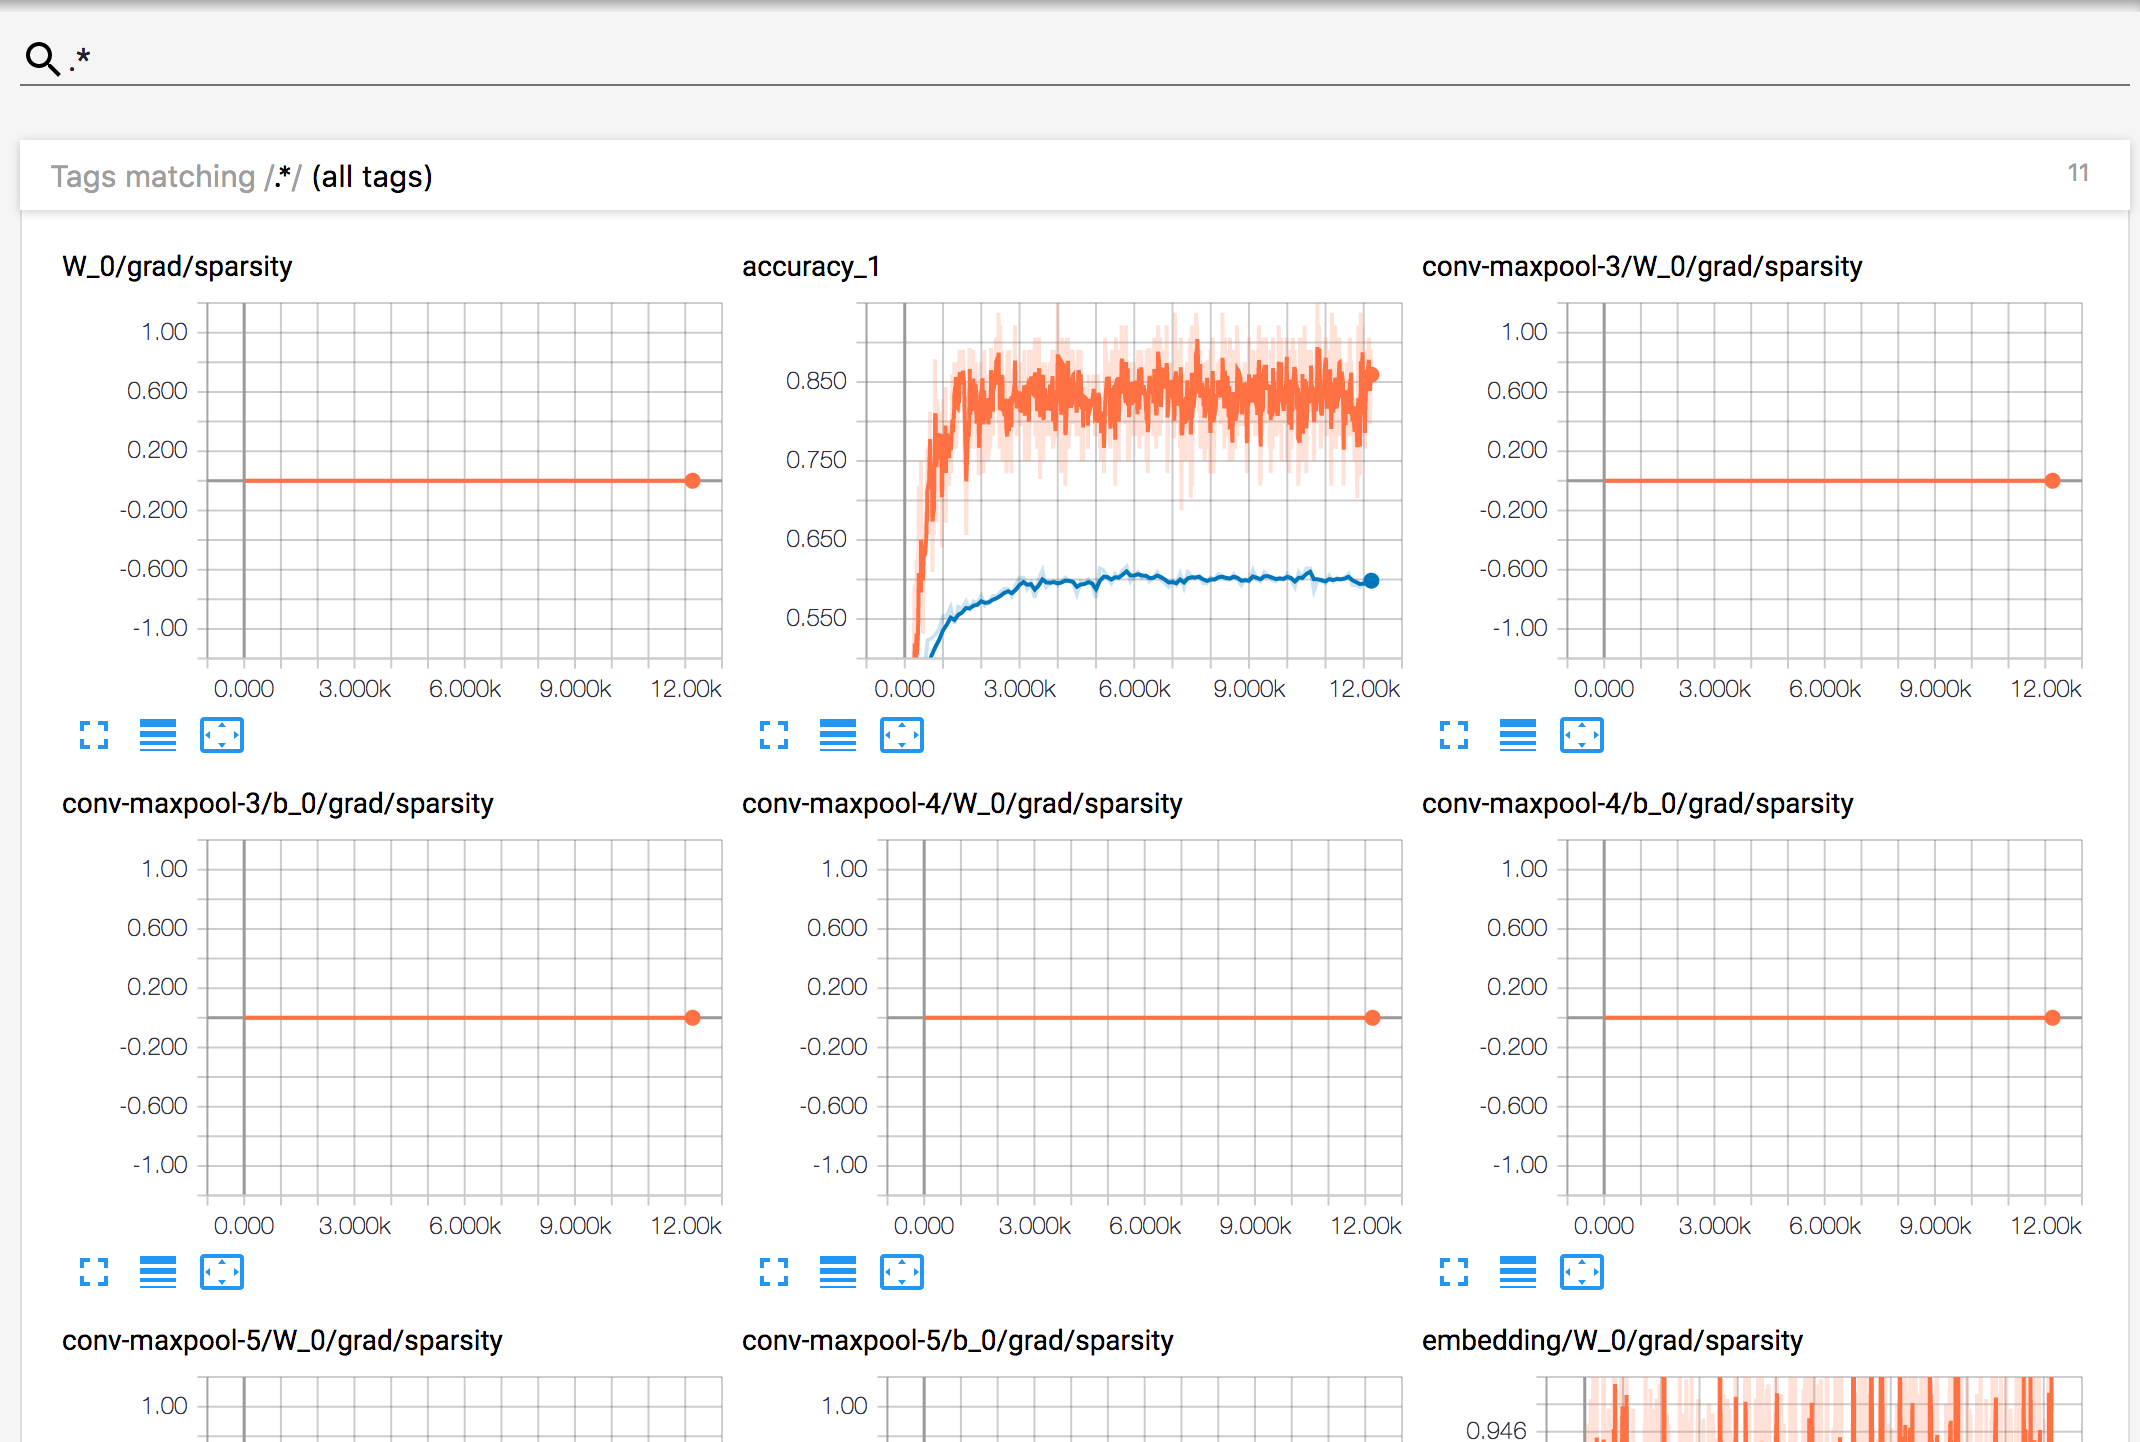 .*
Tags matching /.*/ (all tags) 11
W_0/grad/sparsity
1.00
0.600
0.200
-0.200
-0.600
-1.00
0.000 3.000k 6.000k 9.000k 12.00k
accuracy_1
0.850
0.750
0.650
0.550
0.000 3.000k 6.000k 9.000k 12.00k
conv-maxpool-3/W_0/grad/sparsity
1.00
0.600
0.200
-0.200
-0.600
-1.00
0.000 3.000k 6.000k 9.000k 12.00k
conv-maxpool-3/b_0/grad/sparsity
1.00
0.600
0.200
-0.200
-0.600
-1.00
0.000 3.000k 6.000k 9.000k 12.00k
conv-maxpool-4/W_0/grad/sparsity
1.00
0.600
0.200
-0.200
-0.600
-1.00
0.000 3.000k 6.000k 9.000k 12.00k
conv-maxpool-4/b_0/grad/sparsity
1.00
0.600
0.200
-0.200
-0.600
-1.00
0.000 3.000k 6.000k 9.000k 12.00k
conv-maxpool-5/W_0/grad/sparsity
1.00
conv-maxpool-5/b_0/grad/sparsity
1.00
embedding/W_0/grad/sparsity
0.946